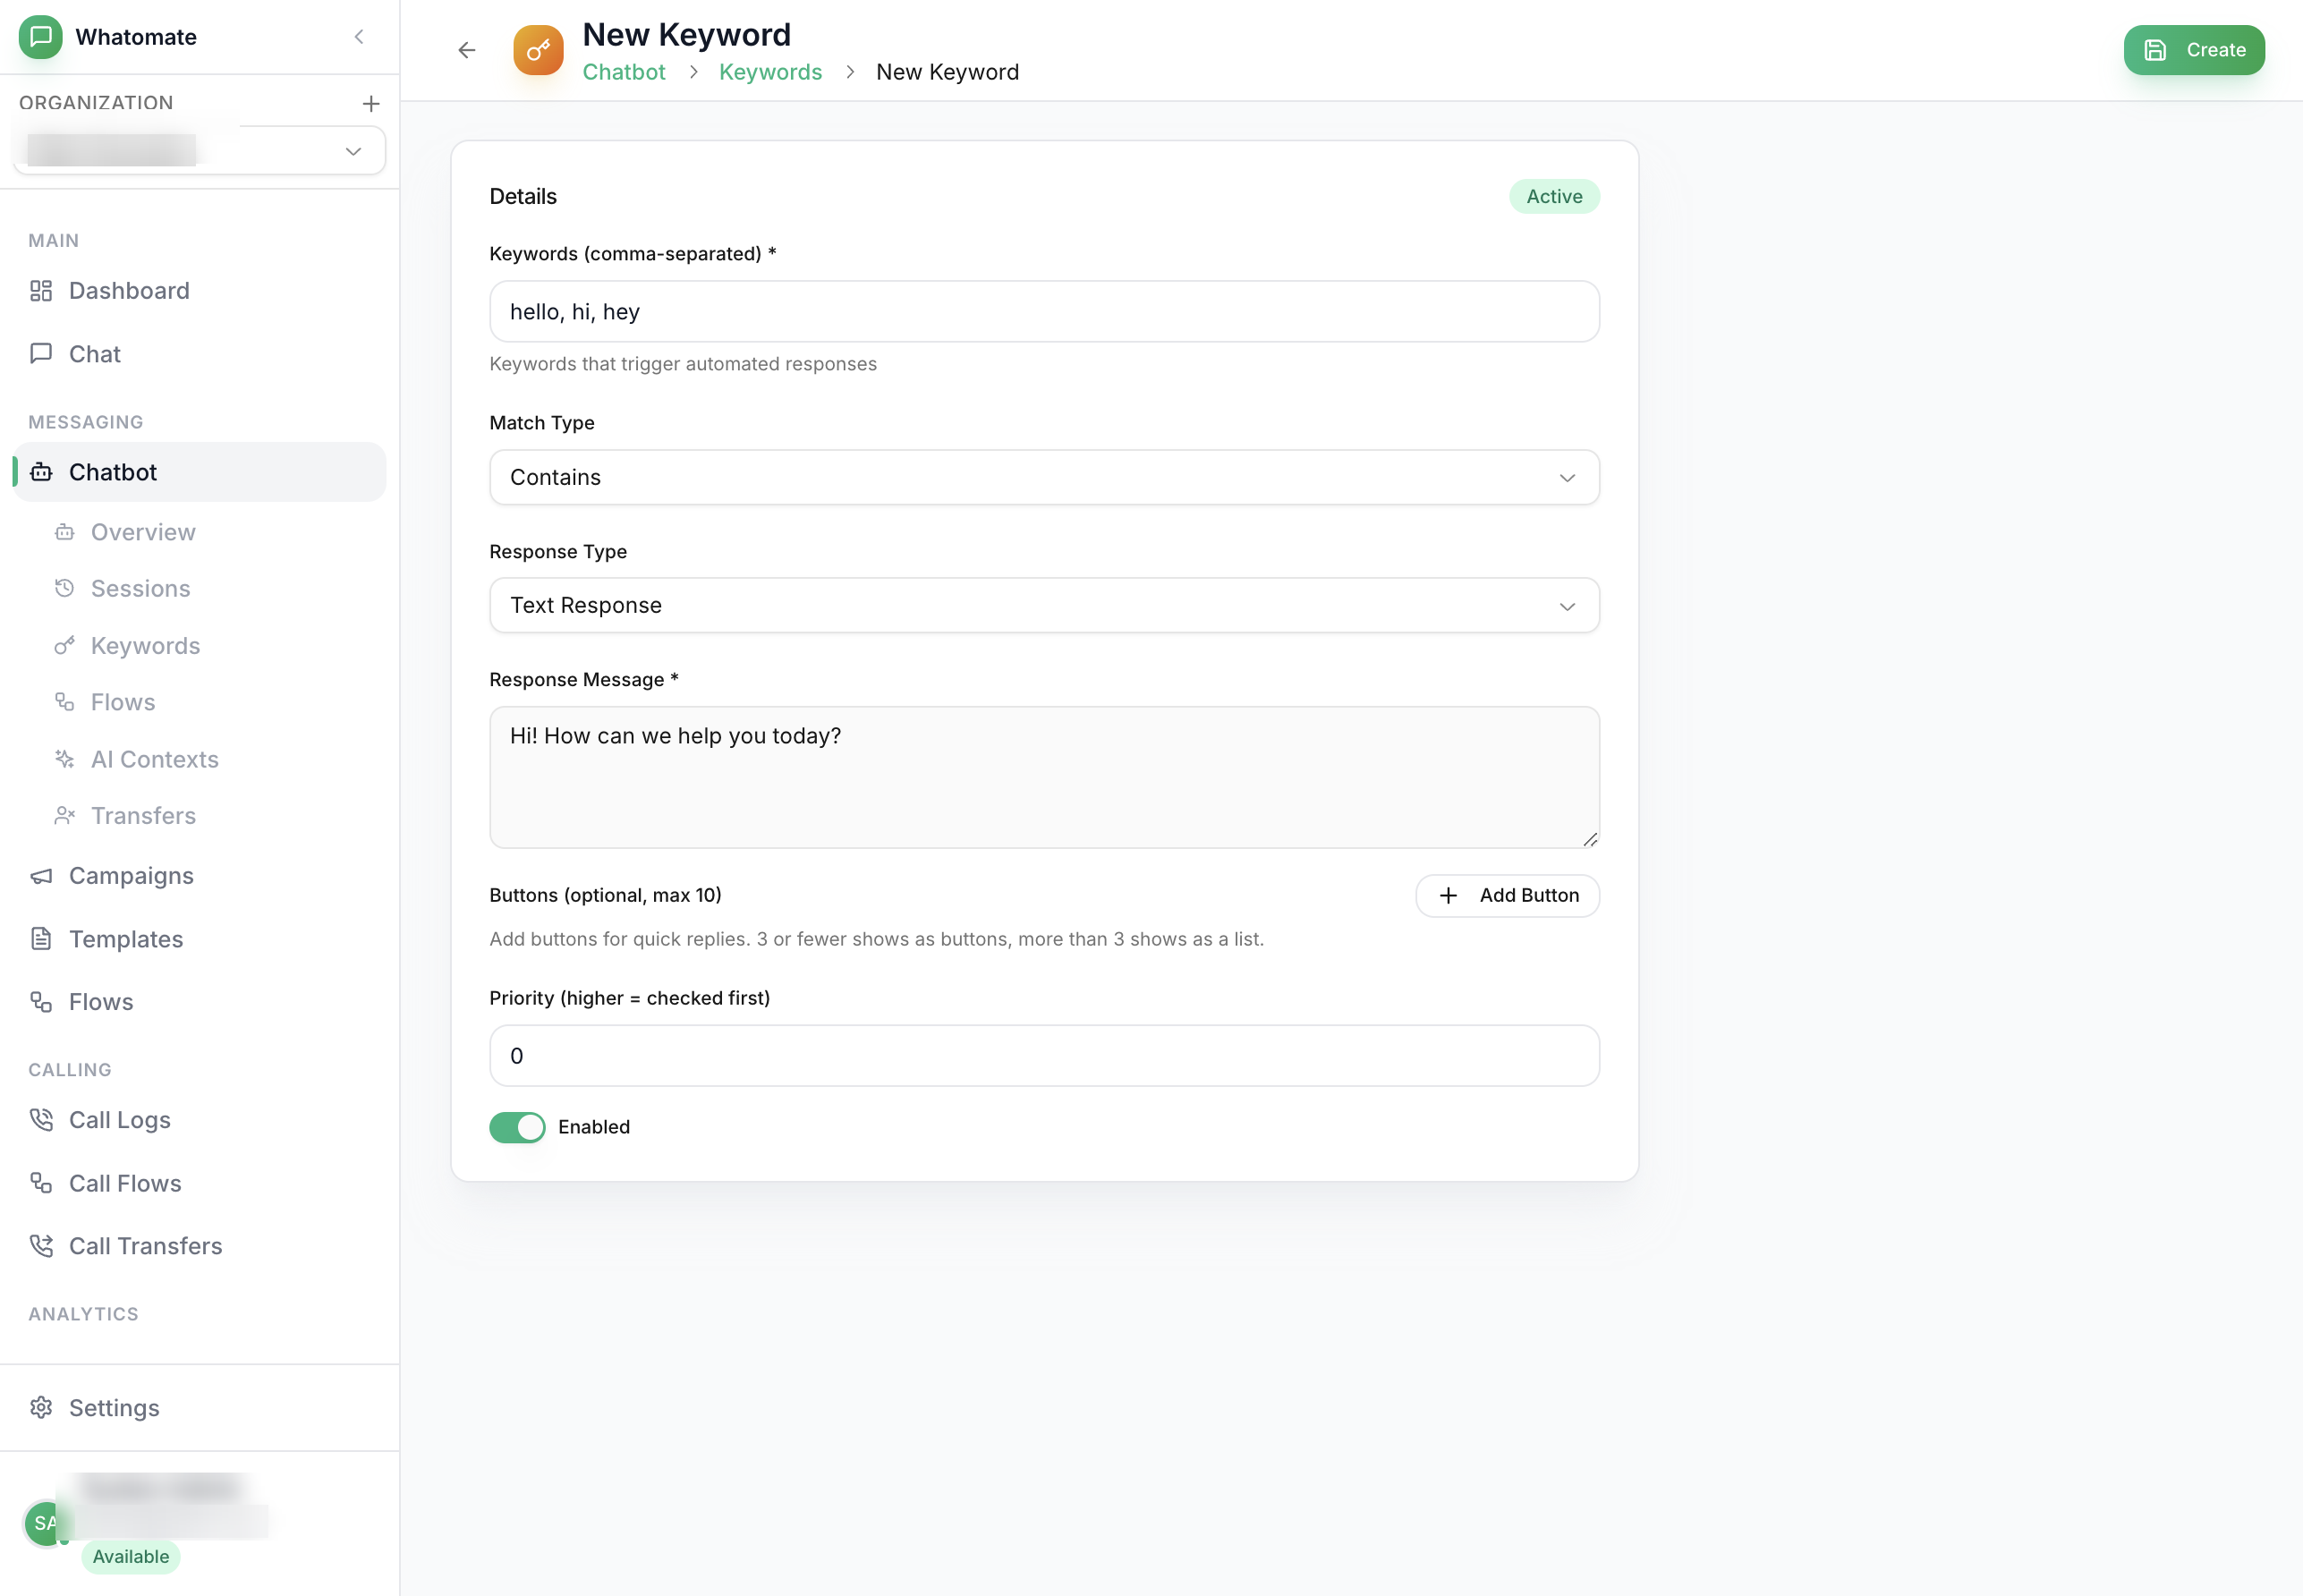 Whatomate
ORGANIZATION
MAIN
Dashboard
Chat
MESSAGING
Chatbot
Overview
Sessions
Keywords
Flows
AI Contexts
Transfers
Campaigns
Templates
Flows
CALLING
Call Logs
Call Flows
Call Transfers
ANALYTICS
Settings
SA
Available
New Keyword
Chatbot > Keywords > New Keyword
Create
Details
Active
Keywords (comma-separated) *
hello, hi, hey
Keywords that trigger automated responses
Match Type
Contains
Response Type
Text Response
Response Message *
Hi! How can we help you today?
Buttons (optional, max 10)
Add Button
Add buttons for quick replies. 3 or fewer shows as buttons, more than 3 shows as a list.
Priority (higher = checked first)
0
Enabled